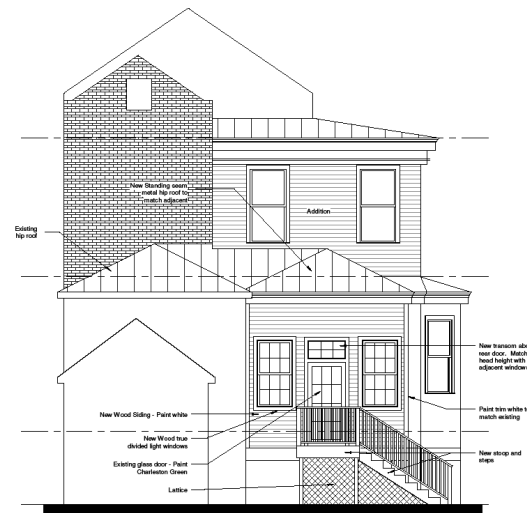 New Standing seam
metal hip roof to
match adjacent
Addition
Existing
hip roof
New transom abo
rear door. Match
head height with
adjacent window
New Wood Siding - Paint white
Paint trim white to
match existing
New Wood true
divided light windows
Existing glass door - Paint
Charleston Green
New stoop and
steps
Lattice